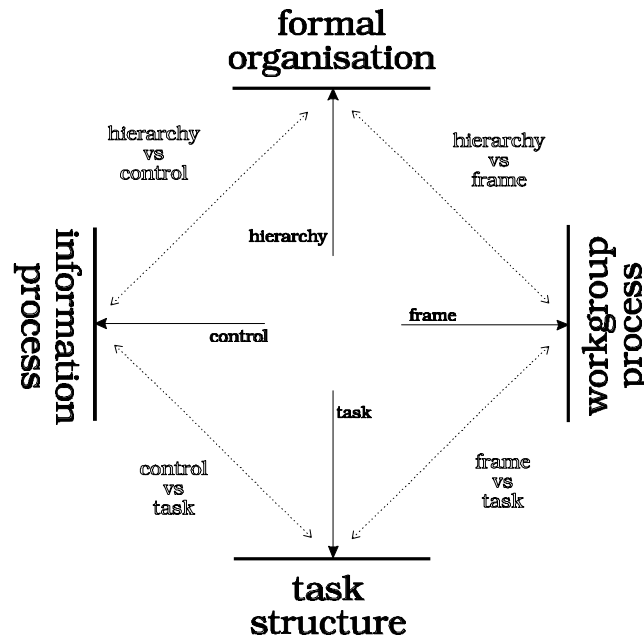 formal
organisation
hierarchy
vs
control
hierarchy
vs
frame
hierarchy
information
process
control
frame
workgroup
process
task
control
vs
task
frame
vs
task
task
structure